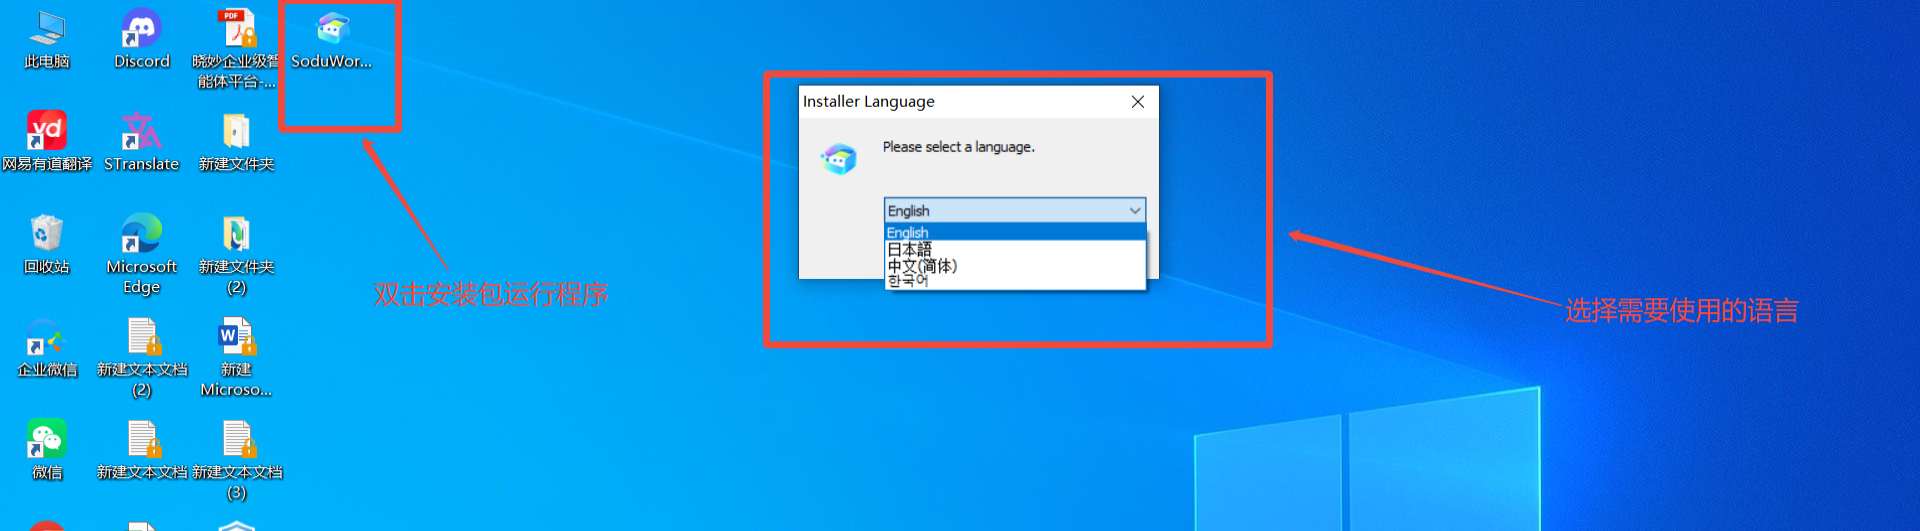 此电脑
Discord
PDF
晓妙企业级智
能体平台-...
SoduWor...
yd
网易有道翻译
STranslate
新建文件夹
回收站
Microsoft
Edge
新建文件夹
(2)
企业微信
新建文本文档
(2)
W
新建
Microso...
微信
新建文本文档
新建文本文档
(3)
双击安装包运行程序
Installer Language
Please select a language.
English
English
日本語
中文(简体)
한국어
选择需要使用的语言